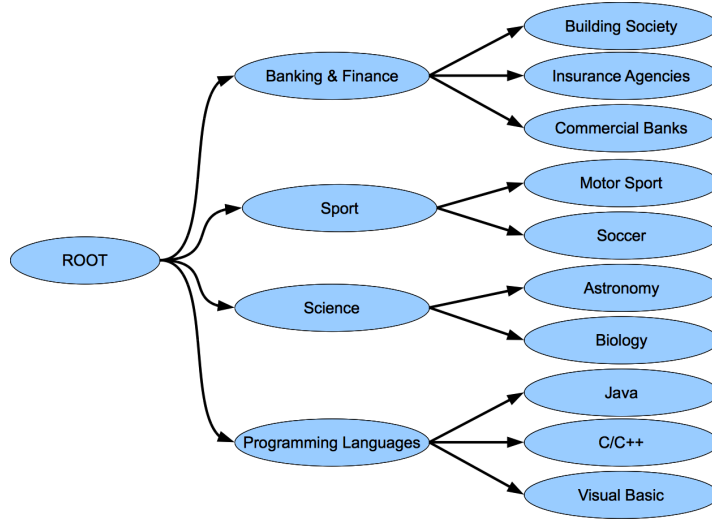 Building Society
Banking & Finance
Insurance Agencies
Commercial Banks
Motor Sport
Sport
Soccer
ROOT
Astronomy
Science
Biology
Java
Programming Languages
C/C++
Visual Basic